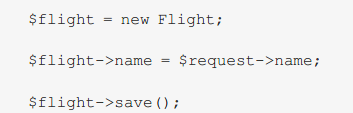 $flight = new Flight;
$flight->name = $request->name;
$flight->save();